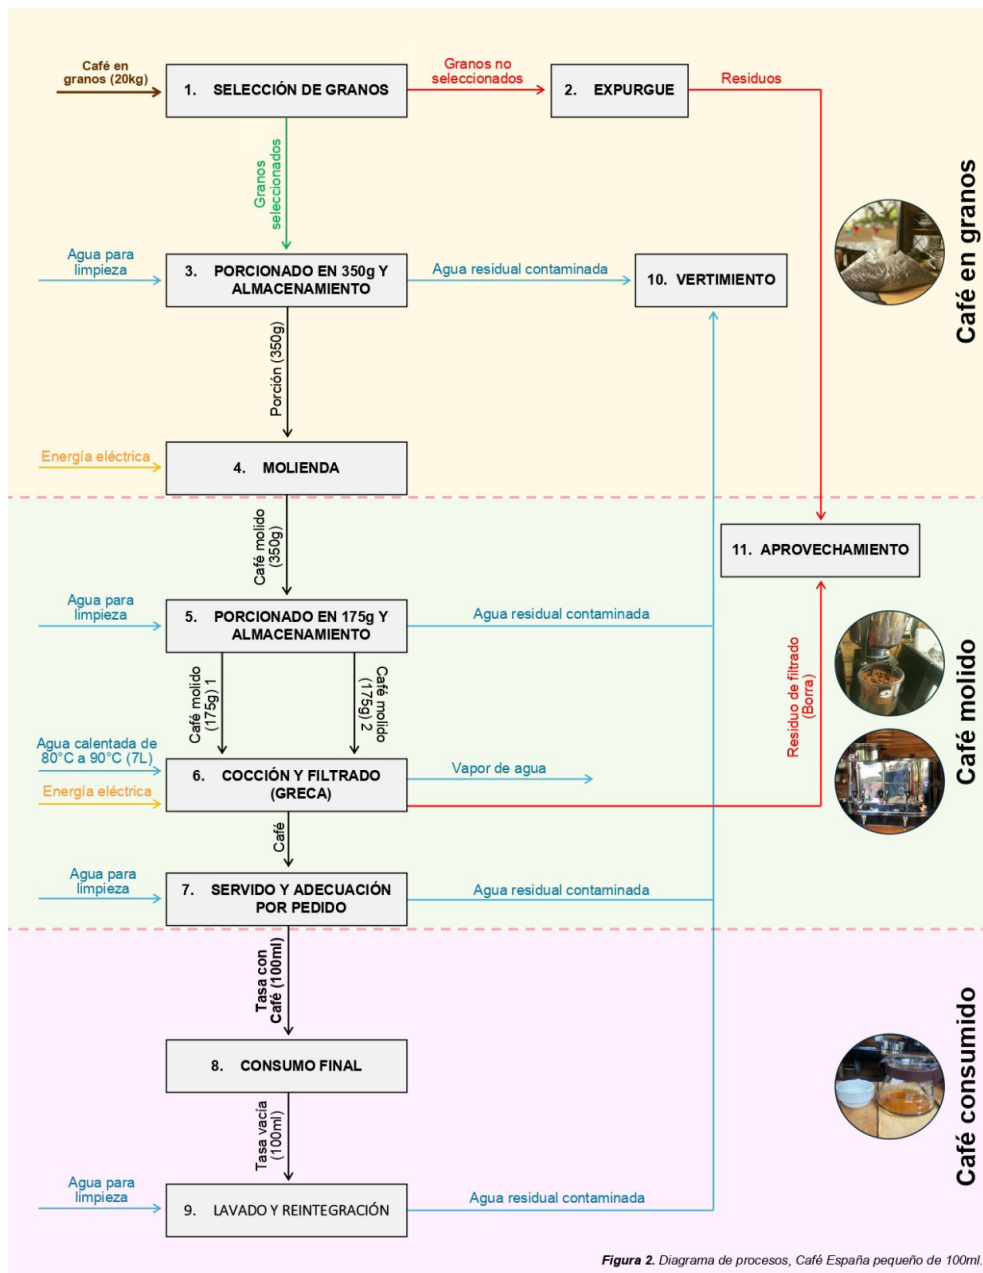 Café en
granos (20kg)
1. SELECCIÓN DE GRANOS
Granos no
seleccionados
2. EXPURGUE
Residuos
Granos
seleccionados
Café en granos
Agua para
limpieza
3. PORCIONADO EN 350g Y
ALMACENAMIENTO
Agua residual contaminada
10. VERTIMIENTO
Porción (350g)
Energía eléctrica
4. MOLIENDA
Café molido
(350g)
11. APROVECHAMIENTO
Agua para
limpieza
5. PORCIONADO EN 175g Y
ALMACENAMIENTO
Agua residual contaminada
Café molido
(175g) 1
Café molido
(175g) 2
Residuo de filtrado
(Borra)
Café molido
Agua calentada de
80°C a 90°C (7L)
Energía eléctrica
6. COCCIÓN Y FILTRADO
(GRECA)
Vapor de agua
Café
Agua para
limpieza
7. SERVIDO Y ADECUACIÓN
POR PEDIDO
Agua residual contaminada
Tasa con
Café (100ml)
8. CONSUMO FINAL
Café consumido
Tasa vacía
(100ml)
Agua para
limpieza
9. LAVADO Y REINTEGRACIÓN
Agua residual contaminada
Figura 2. Diagrama de procesos, Café España pequeño de 100ml.